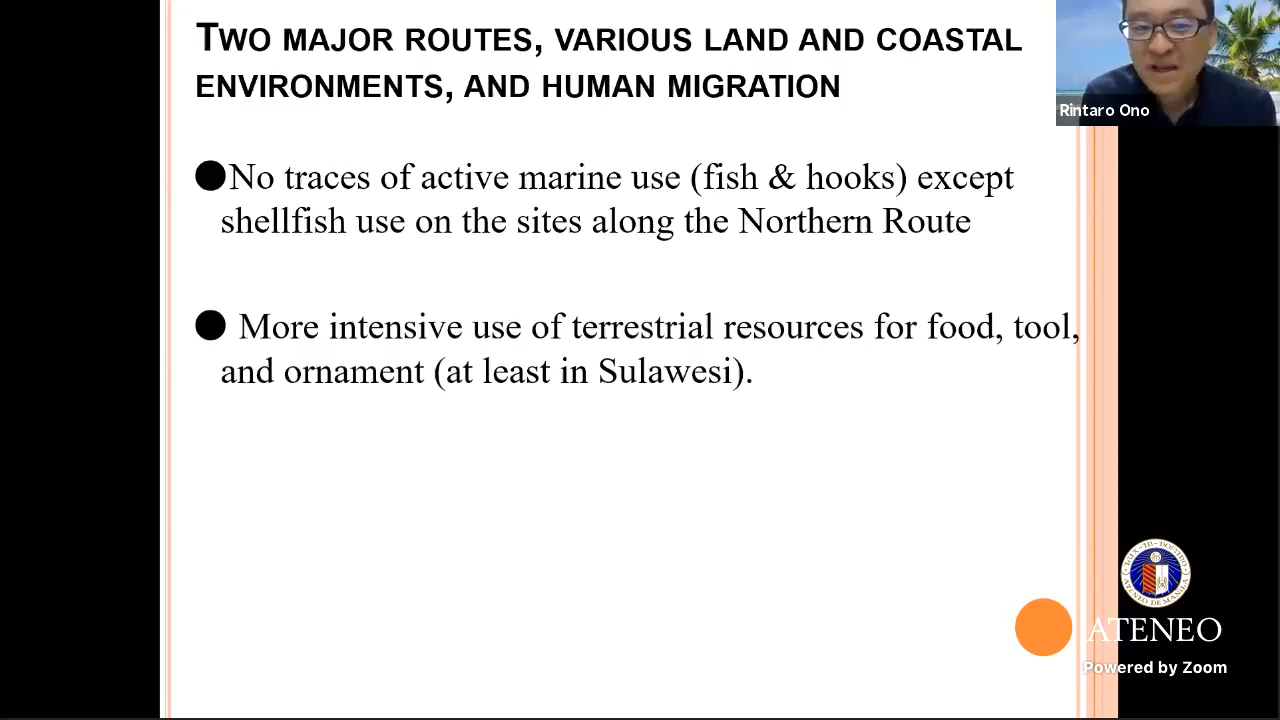 TWO MAJOR ROUTES, VARIOUS LAND AND COASTAL
ENVIRONMENTS, AND HUMAN MIGRATION
●No traces of active marine use (fish & hooks) except
shellfish use on the sites along the Northern Route
● More intensive use of terrestrial resources for food, tool,
and ornament (at least in Sulawesi).
Rintaro Ono
ATENEO
Powered by Zoom